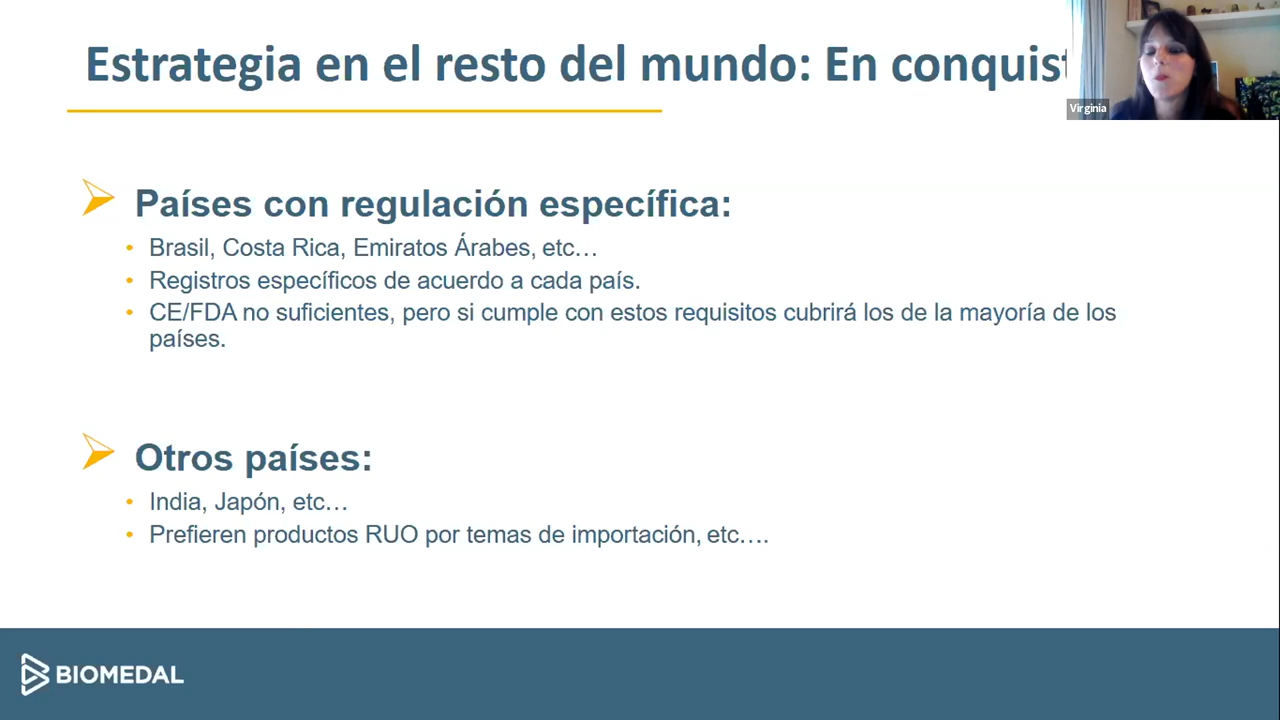 Estrategia en el resto del mundo: En conquist
Virginia
Países con regulación específica:
• Brasil, Costa Rica, Emiratos Árabes, etc…
• Registros específicos de acuerdo a cada país.
• CE/FDA no suficientes, pero si cumple con estos requisitos cubrirá los de la mayoría de los
países.
Otros países:
• India, Japón, etc…
• Prefieren productos RUO por temas de importación, etc….
BIOMEDAL